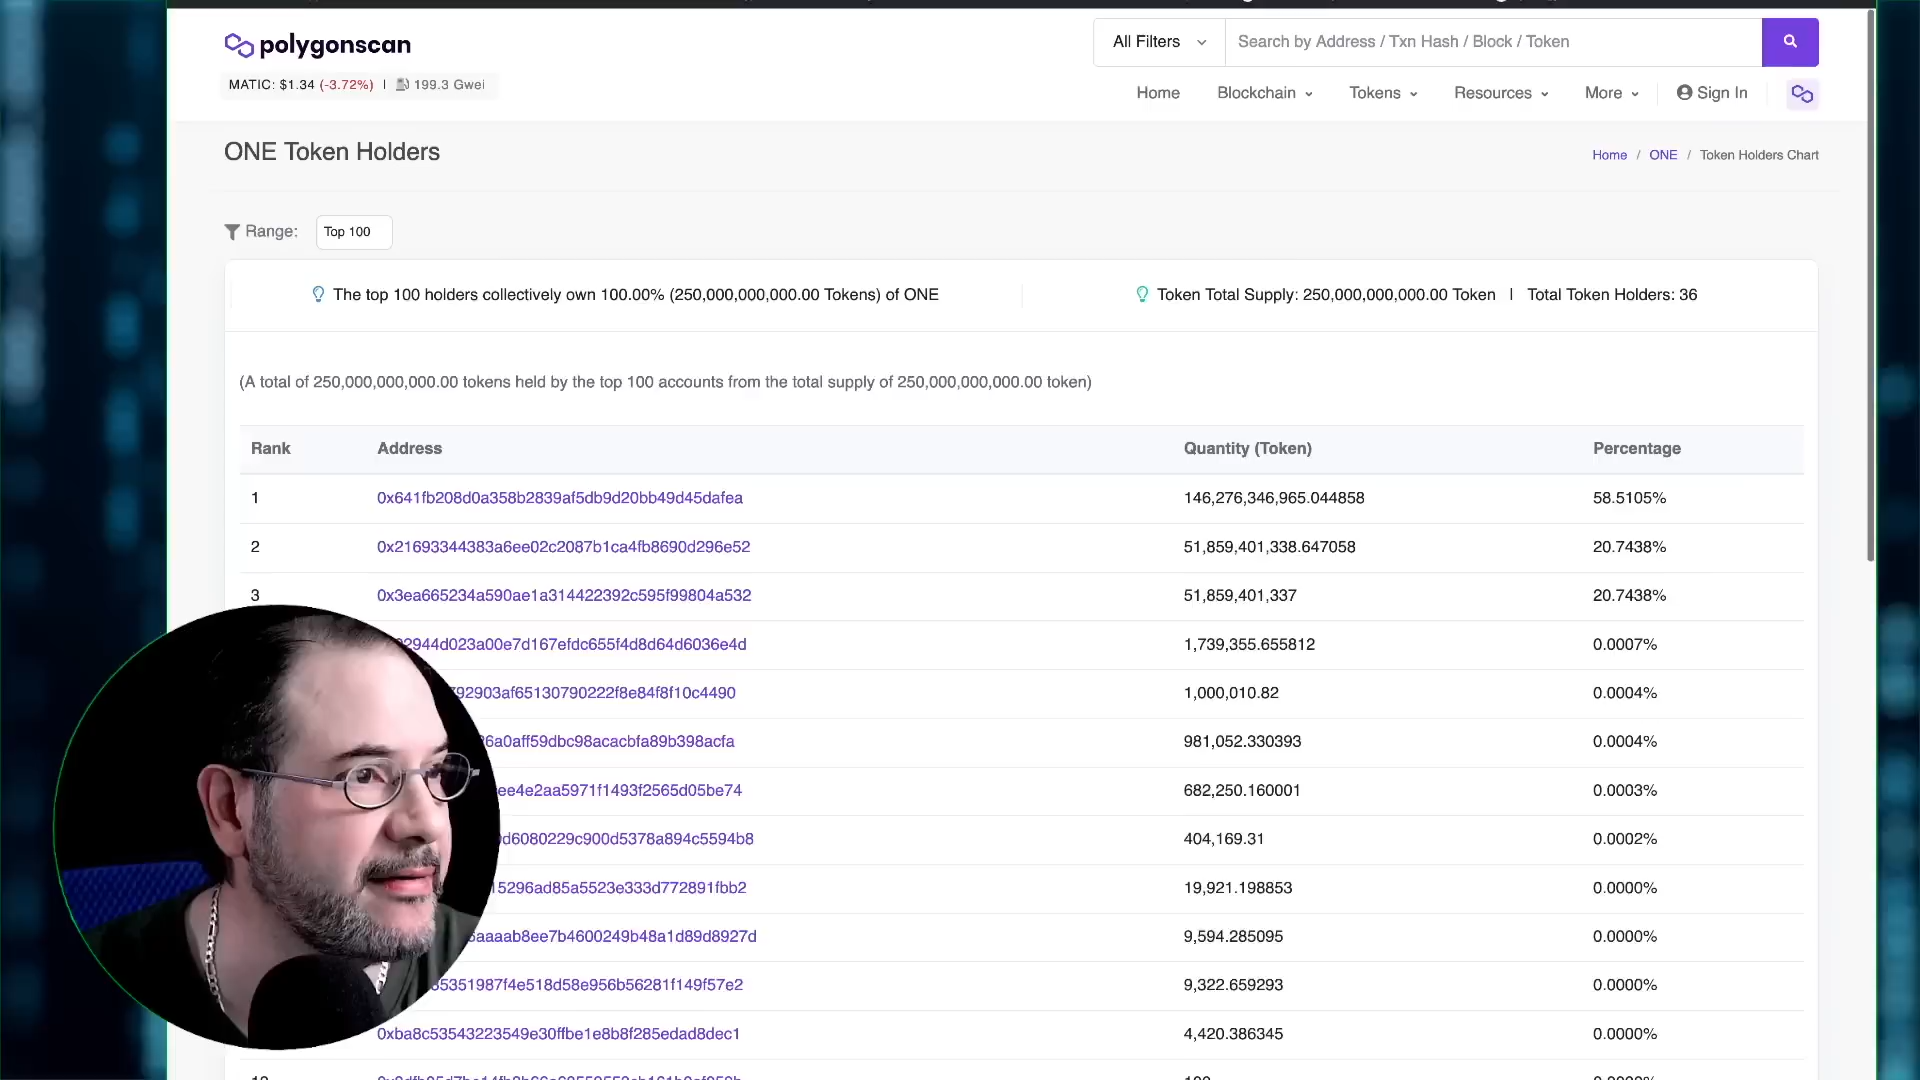 polygonscan
All Filters
Search by Address / Txn Hash / Block / Token
MATIC: $1.34 (-3.72%) | 199.3 Gwei
Home Blockchain Tokens Resources More Sign In
ONE Token Holders
Home / ONE / Token Holders Chart
Range: Top 100
The top 100 holders collectively own 100.00% (250,000,000,000.00 Tokens) of ONE
Token Total Supply: 250,000,000,000.00 Token | Total Token Holders: 36
(A total of 250,000,000,000.00 tokens held by the top 100 accounts from the total supply of 250,000,000,000.00 token)
Rank Address Quantity (Token) Percentage
1 0x641fb208d0a358b2839af5db9d20bb49d45dafea 146,276,346,965.044858 58.5105%
2 0x21693344383a6ee02c2087b1ca4fb8690d296e52 51,859,401,338.647058 20.7438%
3 0x3ea665234a590ae1a314422392c595f99804a532 51,859,401,337 20.7438%
2944d023a00e7d167efdc655f4d8d64d6036e4d 1,739,355.655812 0.0007%
792903af65130790222f8e84f8f10c4490 1,000,010.82 0.0004%
6a0aff59dbc98acacbfa89b398acfa 981,052.330393 0.0004%
ee4e2aa5971f1493f2565d05be74 682,250.160001 0.0003%
d6080229c900d5378a894c5594b8 404,169.31 0.0002%
15296ad85a5523e333d772891fbb2 19,921.198853 0.0000%
aaaab8ee7b4600249b48a1d89d8927d 9,594.285095 0.0000%
35351987f4e518d58e956b56281f149f57e2 9,322.659293 0.0000%
0xba8c53543223549e30ffbe1e8b8f285edad8dec1 4,420.386345 0.0000%